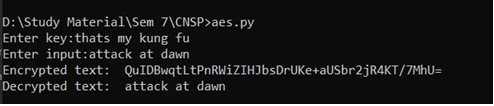 D:\Study Material\Sem 7\CNSP>aes.py
Enter key:thats my kung fu
Enter input:attack at dawn
Encrypted text:  QuIDBwqtLtPnRWiZIHJbsDrUKe+aUSbr2jR4KT/7MhU=
Decrypted text:  attack at dawn